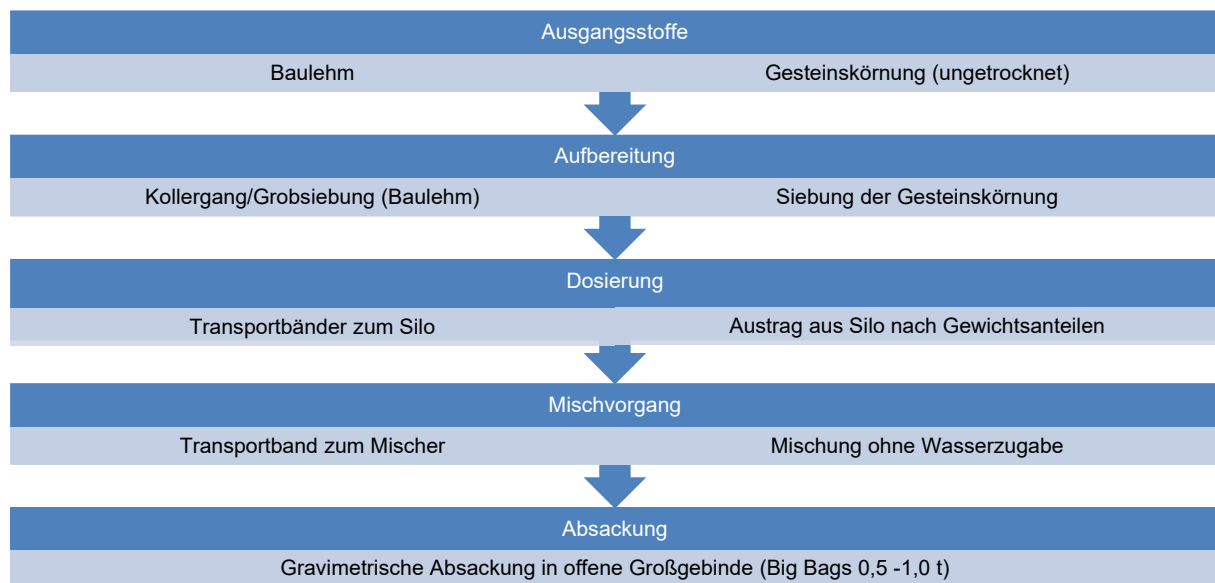 Ausgangsstoffe
Baulehm Gesteinskörnung (ungetrocknet)
Aufbereitung
Kollergang/Grobsiebung (Baulehm) Siebung der Gesteinskörnung
Dosierung
Transportbänder zum Silo Austrag aus Silo nach Gewichtsanteilen
Mischvorgang
Transportband zum Mischer Mischung ohne Wasserzugabe
Absackung
Gravimetrische Absackung in offene Großgebinde (Big Bags 0,5 -1,0 t)